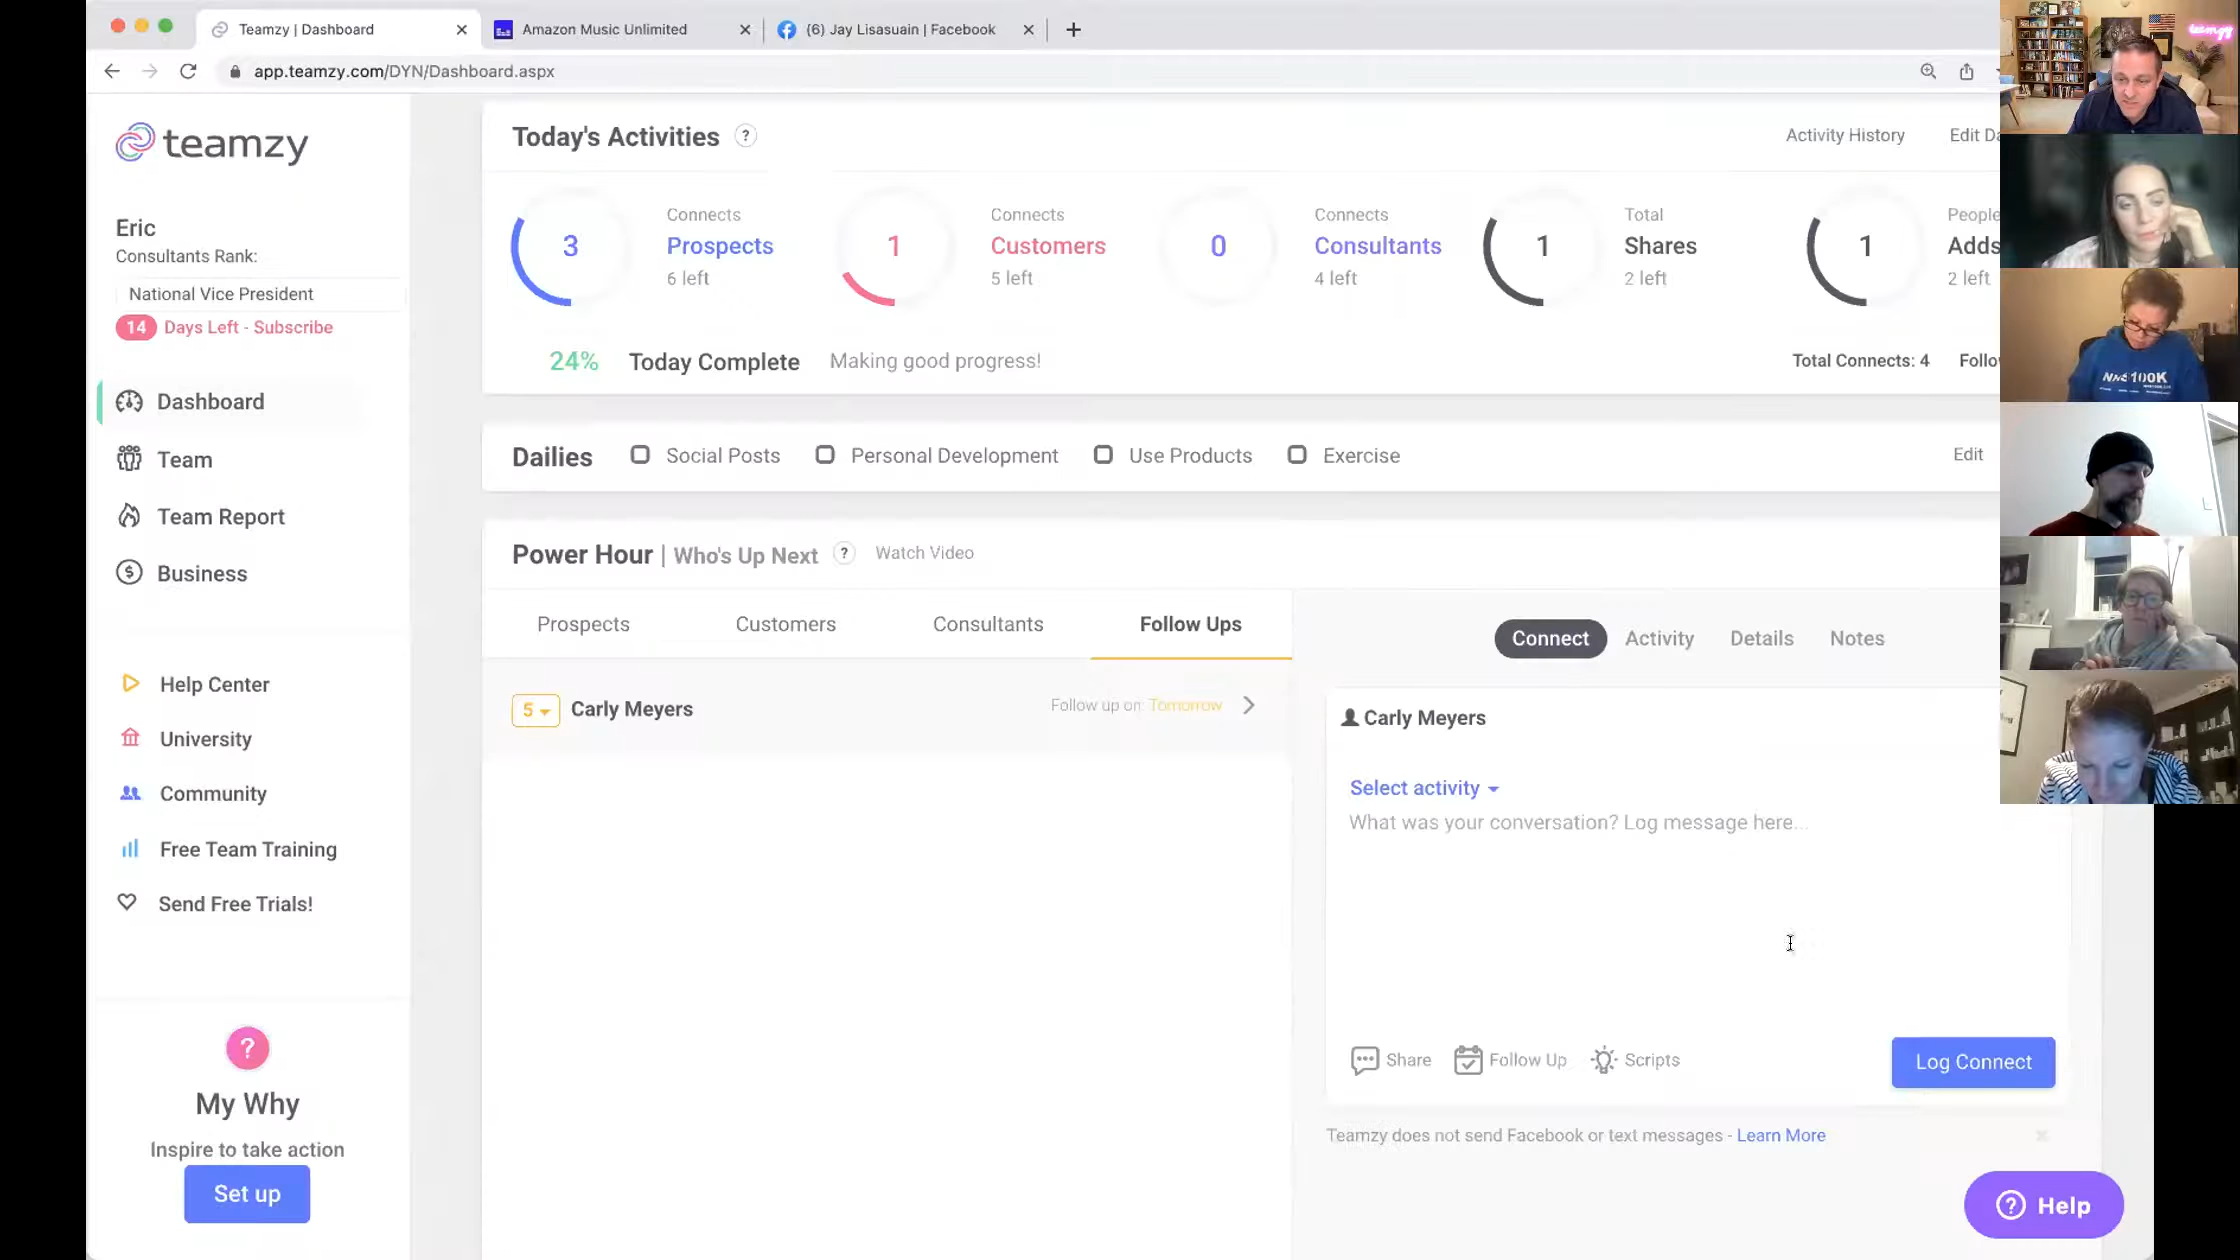 Teamzy | Dashboard
Amazon Music Unlimited
(6) Jay Lisasuain | Facebook
app.teamzy.com/DYN/Dashboard.aspx
teamzy
Eric
Consultants Rank:
National Vice President
14 Days Left - Subscribe
Dashboard
Team
Team Report
Business
Help Center
University
Community
Free Team Training
Send Free Trials!
?
My Why
Inspire to take action
Set up
Today's Activities ?
Activity History
Edit Da
3
Connects
Prospects
6 left
1
Connects
Customers
5 left
0
Connects
Consultants
4 left
1
Total
Shares
2 left
1
People
Adds
2 left
24% Today Complete Making good progress!
Total Connects: 4 Follo
Dailies Social Posts Personal Development Use Products Exercise
Edit
Power Hour | Who's Up Next ? Watch Video
Prospects Customers Consultants Follow Ups
5 Carly Meyers Follow up on: Tomorrow
Connect Activity Details Notes
Carly Meyers
Select activity
What was your conversation? Log message here...
Share Follow Up Scripts
Log Connect
Teamzy does not send Facebook or text messages - Learn More
? Help
teamzy
100K